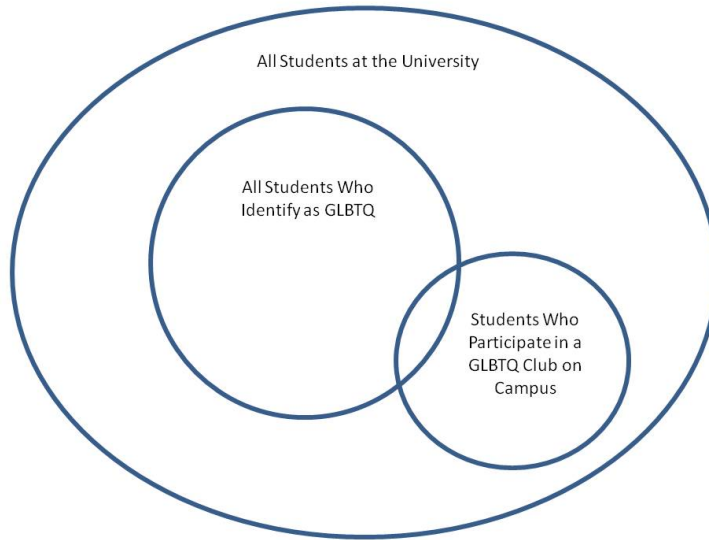 All Students at the University
All Students Who
Identify as GLBTQ
Students Who
Participate in a
GLBTQ Club on
Campus